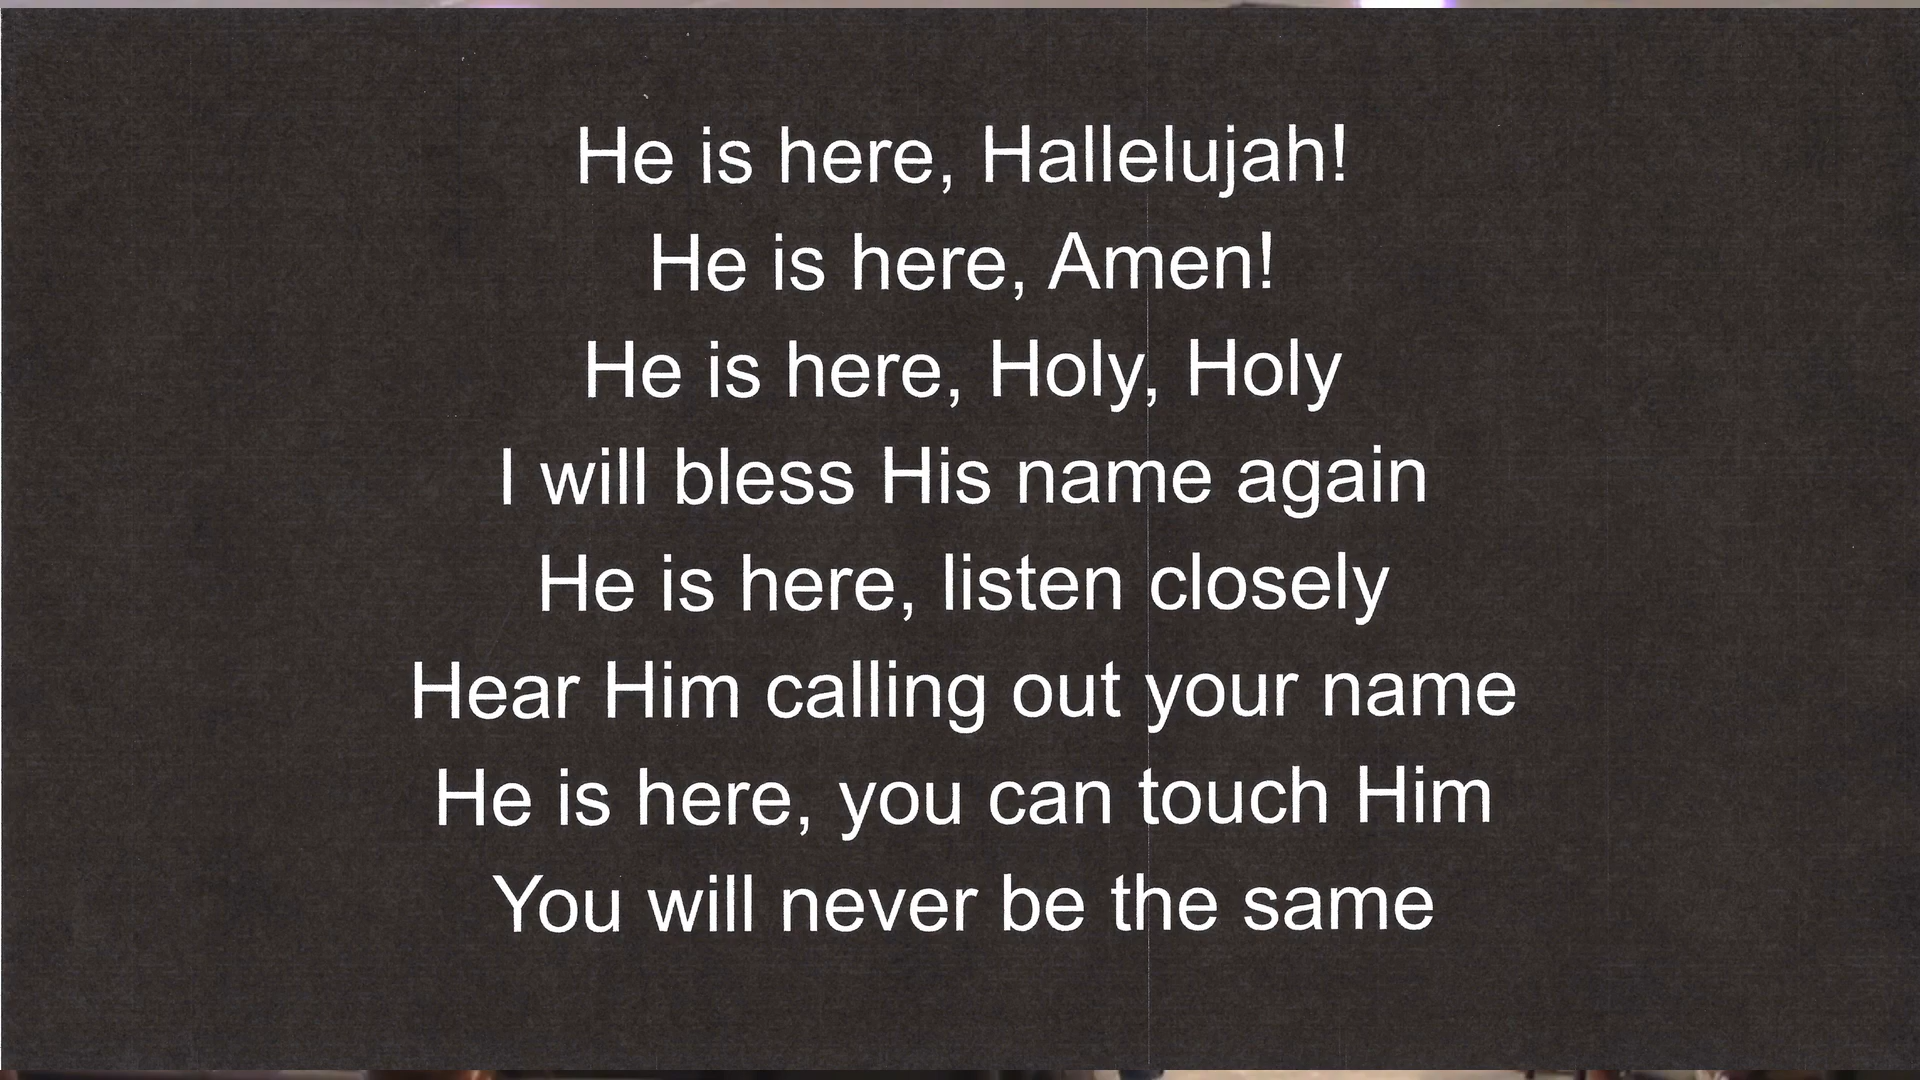 He is here, Hallelujah!
He is here, Amen!
He is here, Holy, Holy
I will bless His name again
He is here, listen closely
Hear Him calling out your name
He is here, you can touch Him
You will never be the same